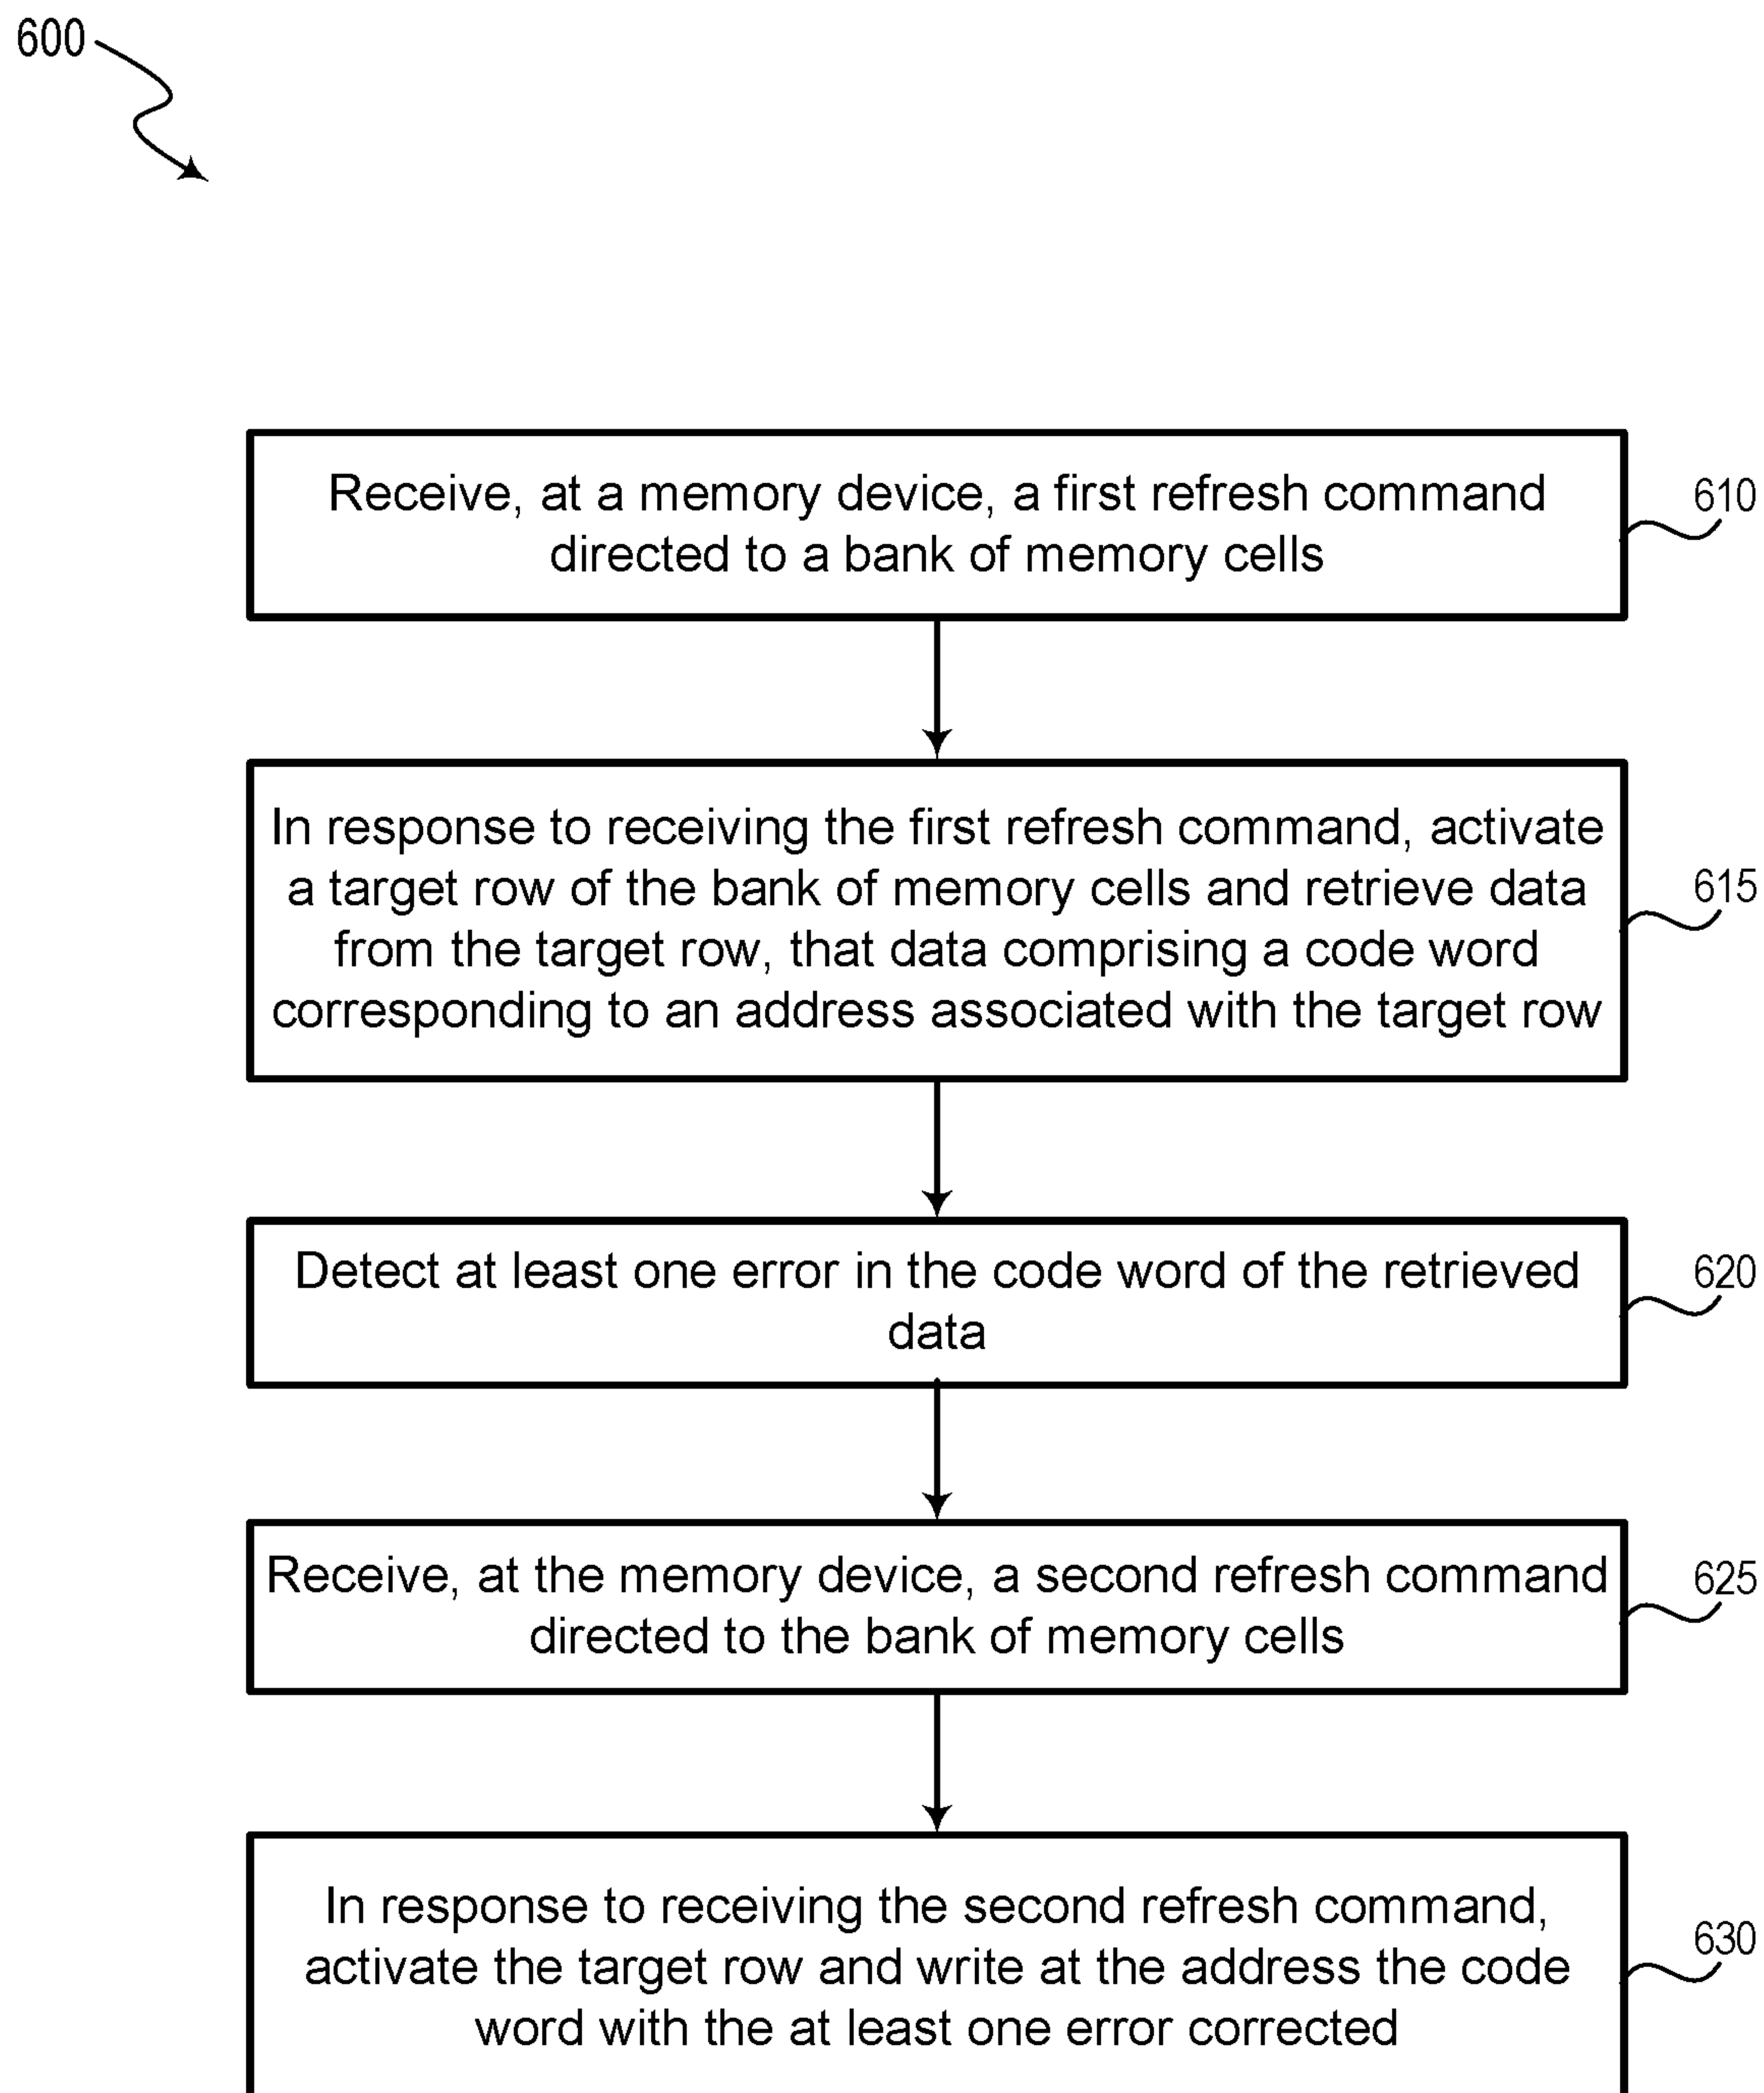 600
Receive, at a memory device, a first refresh command
directed to a bank of memory cells
610
In response to receiving the first refresh command, activate
a target row of the bank of memory cells and retrieve data
from the target row, that data comprising a code word
corresponding to an address associated with the target row
615
Detect at least one error in the code word of the retrieved
data
620
Receive, at the memory device, a second refresh command
directed to the bank of memory cells
625
In response to receiving the second refresh command,
activate the target row and write at the address the code
word with the at least one error corrected
630